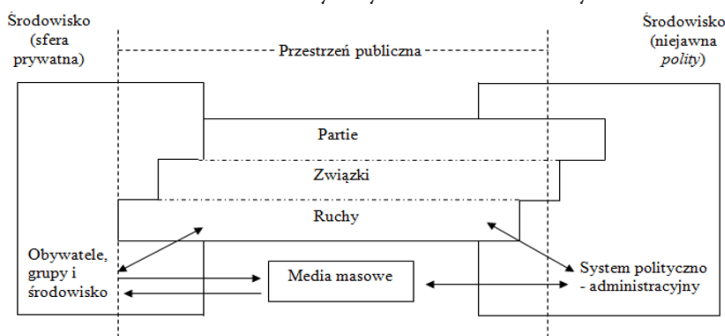 Środowisko
(sfera
prywatna)
Przestrzeń publiczna
Środowisko
(niejawna
polity)
Partie
Związki
Ruchy
Obywatele,
grupy i
środowisko
Media masowe
System polityczno
- administracyjny